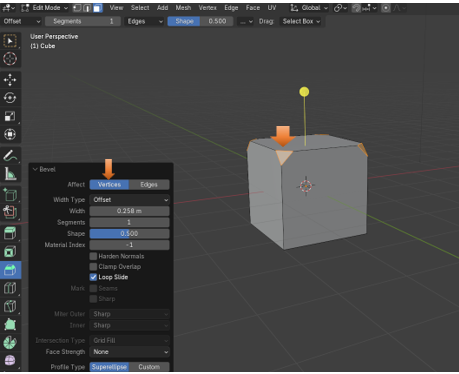 Edit Mode View Select Add Mesh Vertex Edge Face UV Global
Offset Segments 1 Edges Shape 0.500 ... Drag: Select Box
User Perspective
(1) Cube
Bevel
Affect Vertices Edges
Width Type Offset
Width 0.258 m
Segments 1
Shape 0.500
Material Index -1
Harden Normals
Clamp Overlap
Loop Slide
Mark Seams
Sharp
Miter Outer Sharp
Inner Sharp
Intersection Type Grid Fill
Face Strength None
Profile Type Superellipse Custom